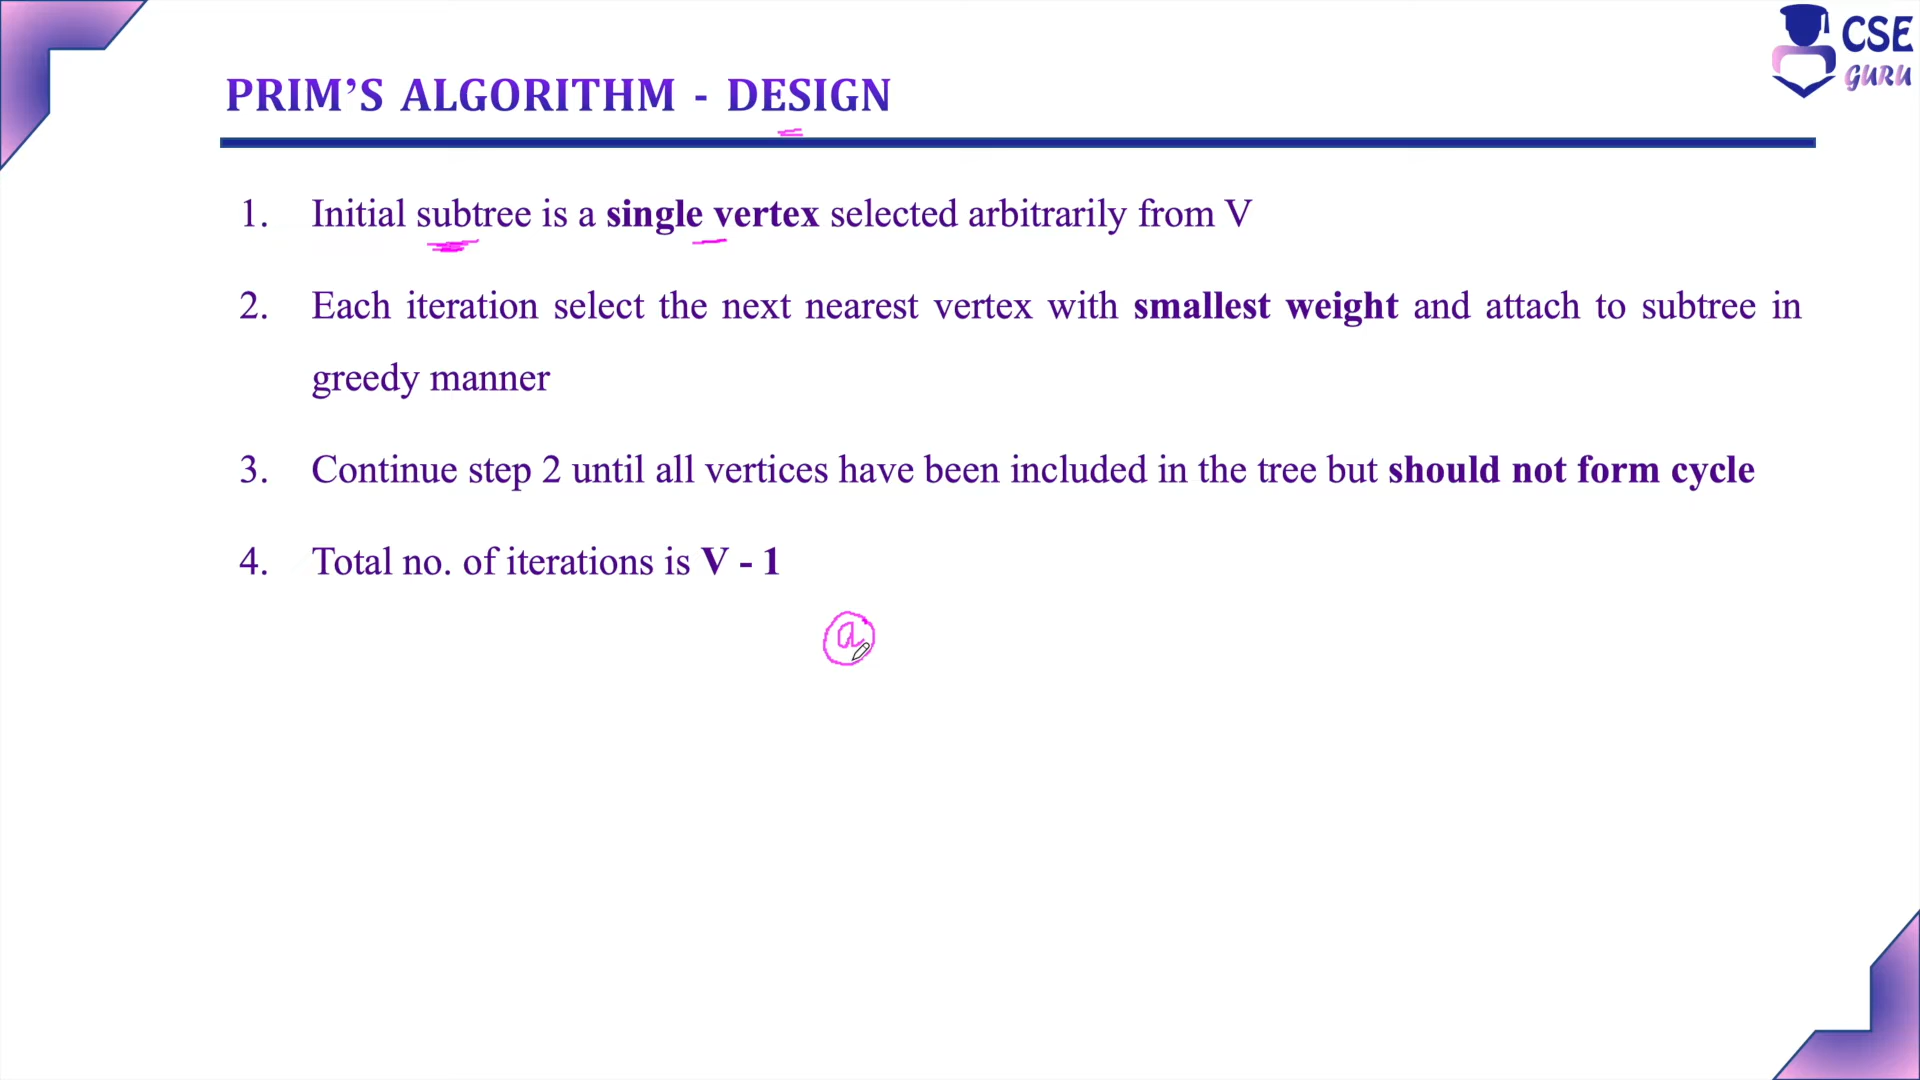 CSE
GURU
PRIM'S ALGORITHM - DESIGN
1. Initial subtree is a single vertex selected arbitrarily from V
2. Each iteration select the next nearest vertex with smallest weight and attach to subtree in
greedy manner
3. Continue step 2 until all vertices have been included in the tree but should not form cycle
4. Total no. of iterations is V - 1
a